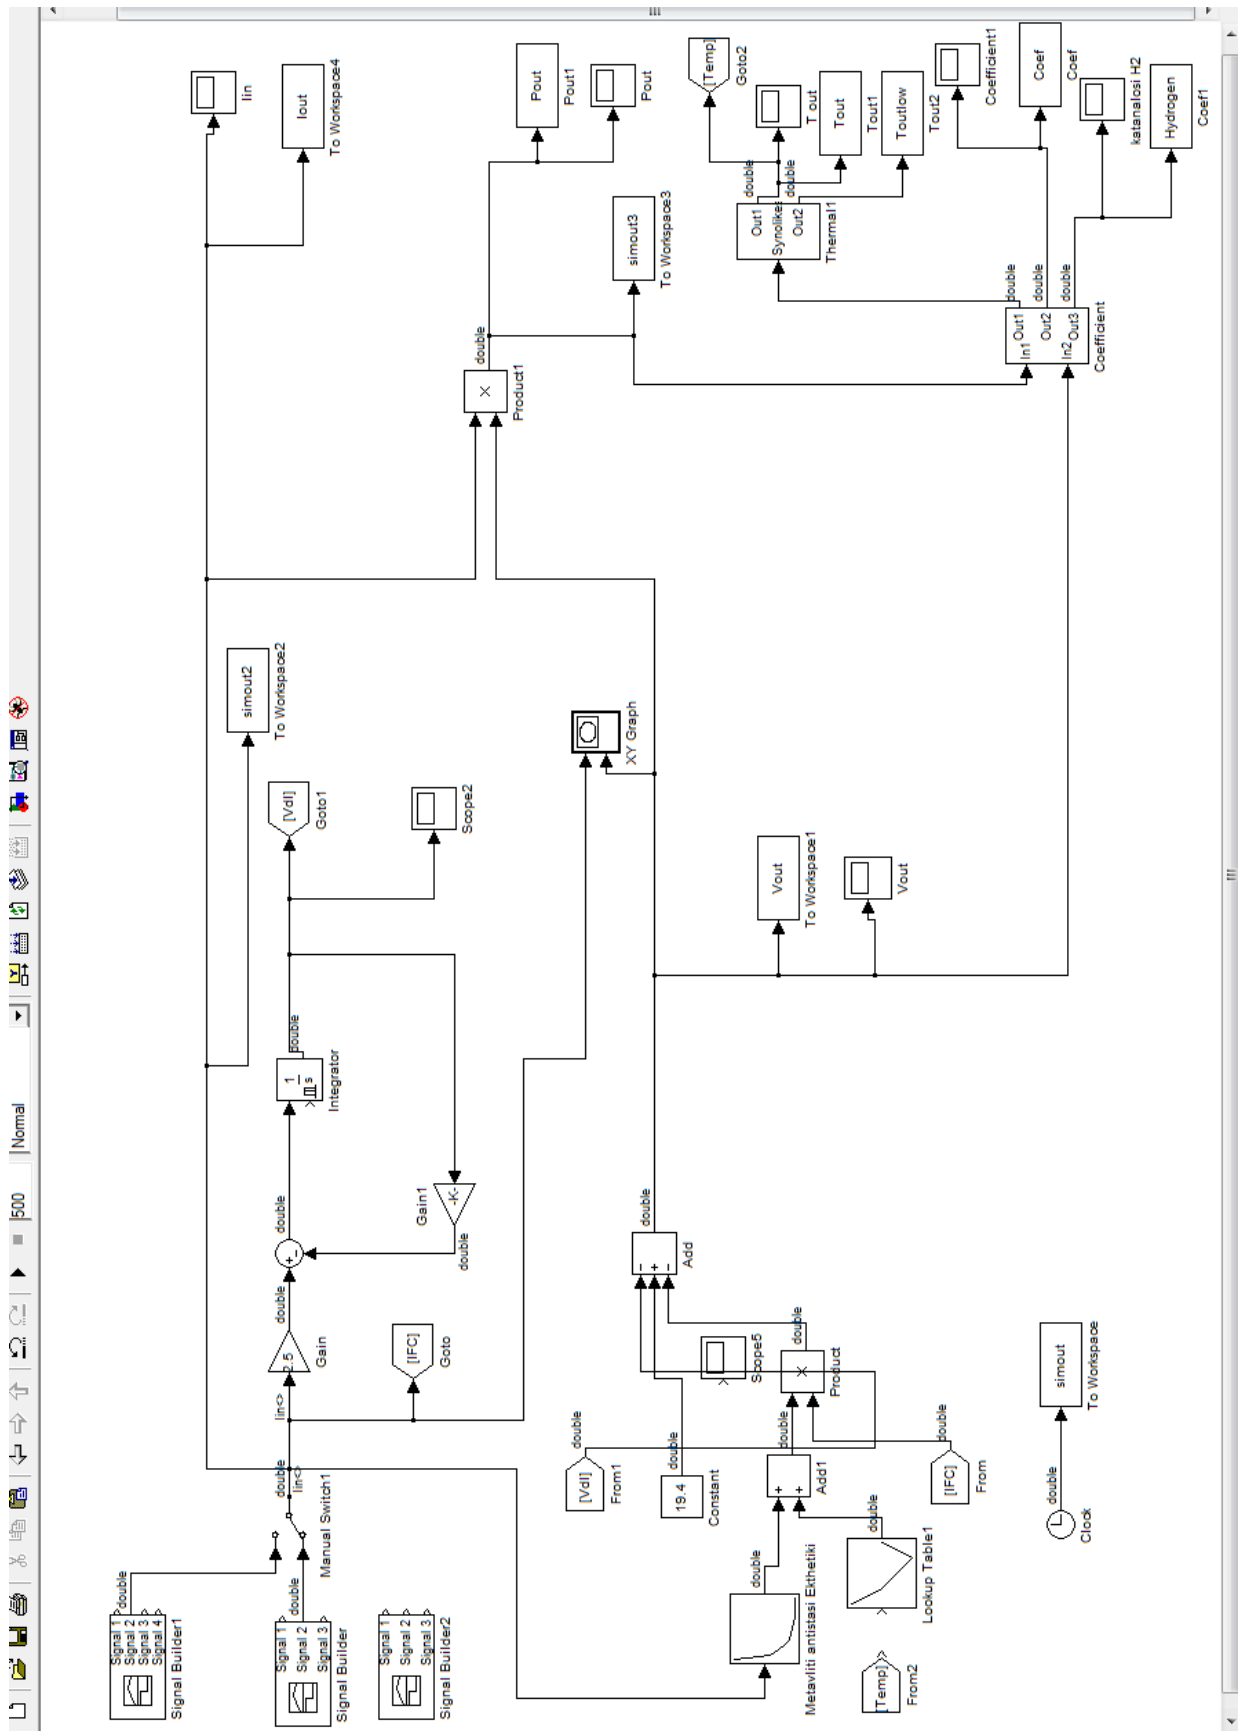 500
Normal
Signal 1
Signal 2
Signal 3
Signal 4
Signal Builder1
double
Signal 1
Signal 2
Signal 3
Signal Builder
double
Signal 1
Signal 2
Signal 3
Signal Builder2
Manual Switch1
double
Iin<>
Iin<>
2.5
Gain
double
[IFC]
Goto
double
-K-
Gain1
double
1
s
Integrator
double
[Vdl]
Goto1
Scope2
simout2
To Workspace2
Iin
Iout
To Workspace4
XY Graph
Product1
double
Pout
Pout1
Pout
simout3
To Workspace3
[Vdl]
From1
double
19.4
Constant
double
Scope5
Metavliti antistasi Ekthetiki
double
Lookup Table1
double
[Temp]
From2
Add1
double
[IFC]
From
double
Product
double
Add
double
Vout
To Workspace1
Vout
Clock
double
simout
To Workspace
In1
In2
Out1
Out2
Out3
Coefficient
double
double
double
Out1
Synolikes
Out2
Thermal1
double
double
[Temp]
Goto2
T out
Tout
Tout1
Toutlow
Tout2
Coefficient1
Coef
Coef
katanalosi H2
Hydrogen
Coef1